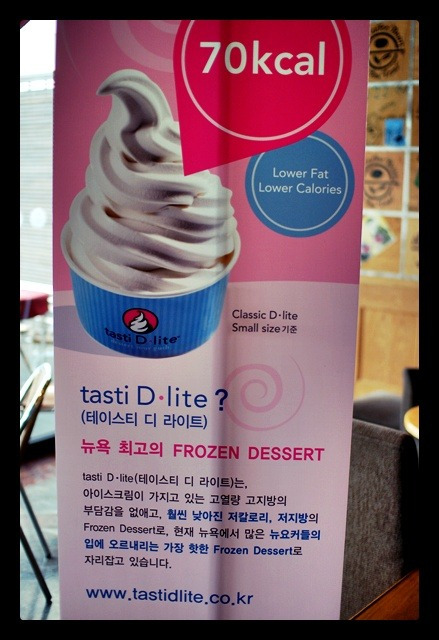 70kcal
Lower Fat
Lower Calories
tasti D·lite
Classic D·lite
Small size기준
tasti D·lite?
(테이스티 디 라이트)
뉴욕 최고의 FROZEN DESSERT
tasti D·lite(테이스티 디 라이트)는,
아이스크림이 가지고 있는 고열량 고지방의
부담감을 없애고, 훨씬 낮아진 저칼로리, 저지방의
Frozen Dessert로, 현재 뉴욕에서 많은 뉴요커들의
입에 오르내리는 가장 핫한 Frozen Dessert로
자리잡고 있습니다.
www.tastidlite.co.kr